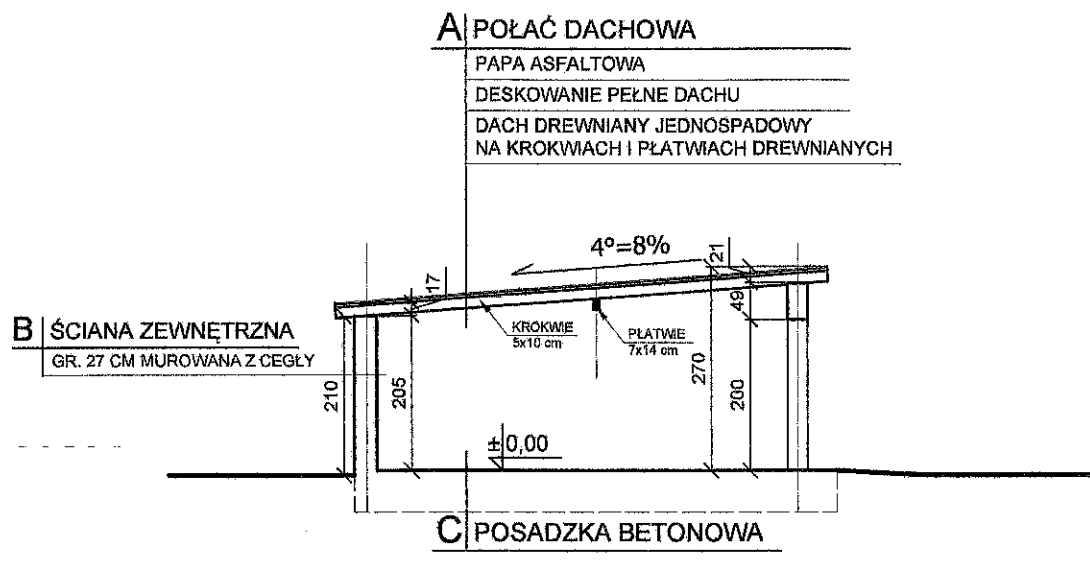 A POŁAĆ DACHOWA
PAPA ASFALTOWA
DESKOWANIE PEŁNE DACHU
DACH DREWNIANY JEDNOSPADOWY
NA KROKWIACH I PŁATWIACH DREWNIANYCH
4º=8%
21
17
49
B ŚCIANA ZEWNĘTRZNA
GR. 27 CM MUROWANA Z CEGŁY
KROKWIE
5x10 cm
PŁATWIE
7x14 cm
210
205
270
200
±0,00
C POSADZKA BETONOWA